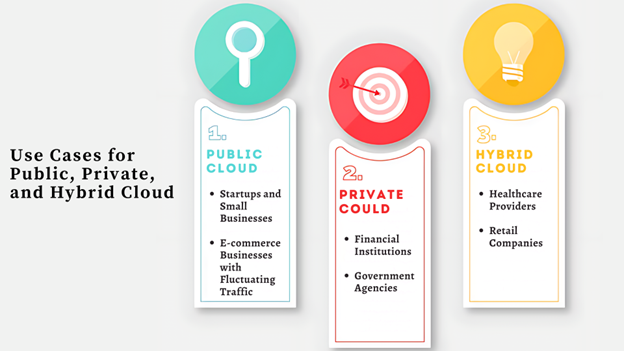 Use Cases for
Public, Private,
and Hybrid Cloud
1.
PUBLIC
CLOUD
• Startups and
Small
Businesses
• E-commerce
Businesses
with
Fluctuating
Traffic
2.
PRIVATE
COULD
• Financial
Institutions
• Government
Agencies
3.
HYBRID
CLOUD
• Healthcare
Providers
• Retail
Companies